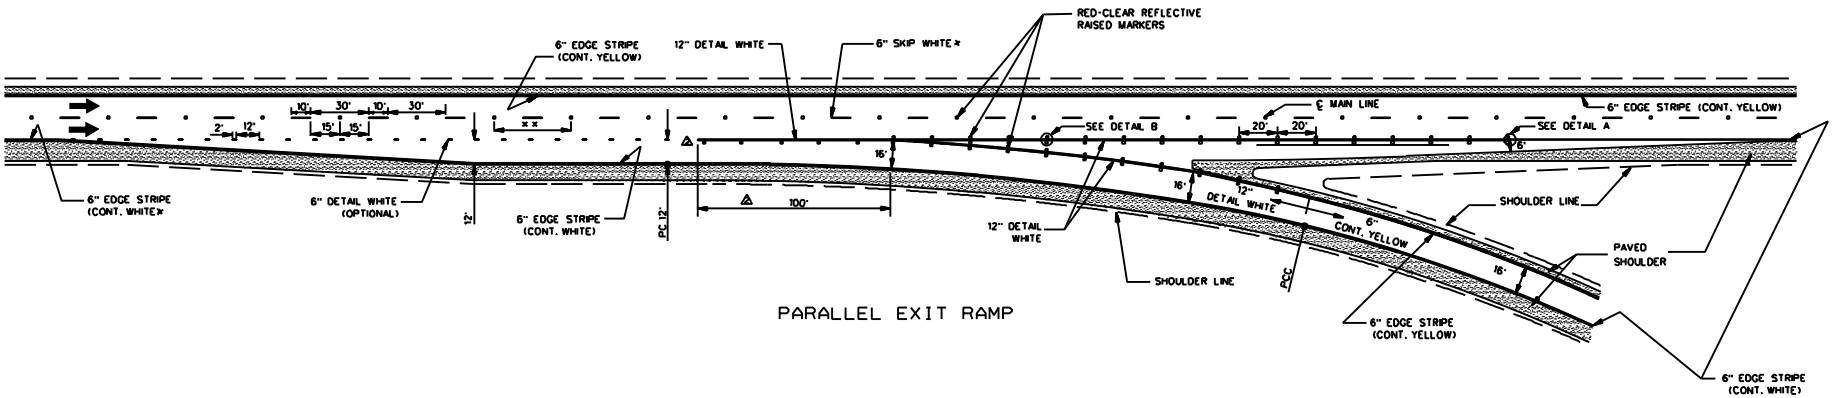 RED-CLEAR REFLECTIVE
RAISED MARKERS
6" EDGE STRIPE
(CONT. YELLOW)
12" DETAIL WHITE
6" SKIP WHITE*
10'
30'
10'
30'
℄ MAIN LINE
6" EDGE STRIPE (CONT. YELLOW)
2'
12'
15'
15'
x x
SEE DETAIL B
20'
20'
SEE DETAIL A
6'
16'
16'
12"
DETAIL WHITE
6"
CONT. YELLOW
6" EDGE STRIPE
(CONT. WHITE*
6" DETAIL WHITE
(OPTIONAL)
12'
6" EDGE STRIPE
(CONT. WHITE)
PC 12'
100'
12" DETAIL
WHITE
SHOULDER LINE
SHOULDER LINE
PAVED
SHOULDER
16'
PCC
PARALLEL EXIT RAMP
6" EDGE STRIPE
(CONT. YELLOW)
6" EDGE STRIPE
(CONT. WHITE)